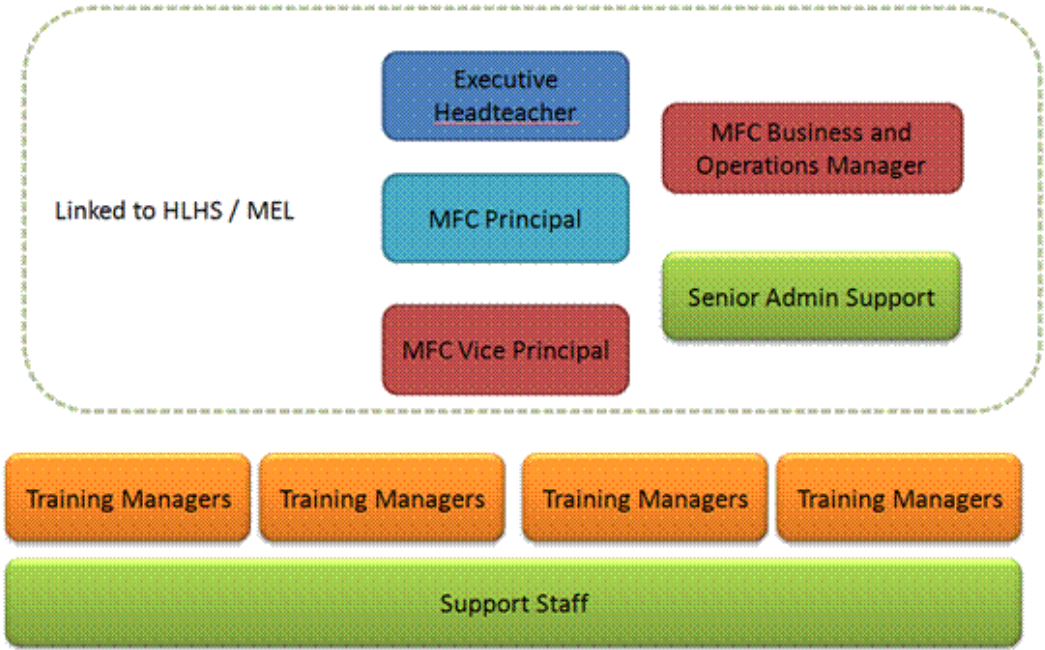 Executive
Headteacher
MFC Business and
Operations Manager
Linked to HLHS / MEL
MFC Principal
Senior Admin Support
MFC Vice Principal
Training Managers
Training Managers
Training Managers
Training Managers
Support Staff